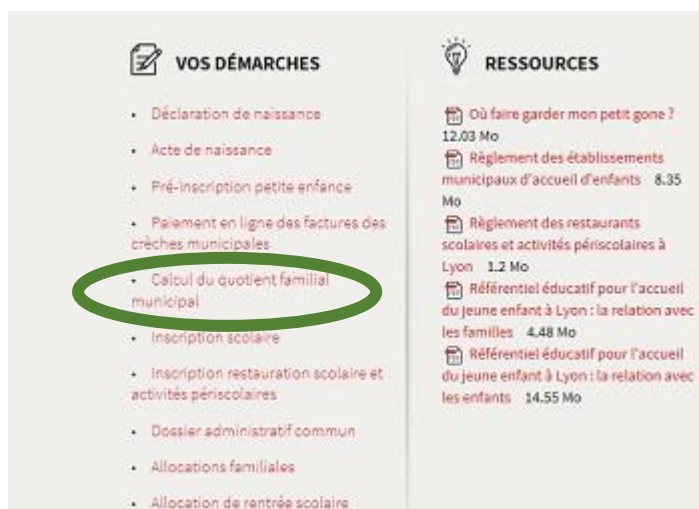 VOS DÉMARCHES
• Déclaration de naissance
• Acte de naissance
• Pré-inscription petite enfance
• Paiement en ligne des factures des
crèches municipales
• Calcul du quotient familial
municipal
• Inscription scolaire
• Inscription restauration scolaire et
activités périscolaires
• Dossier administratif commun
• Allocations familiales
• Allocation de rentrée scolaire
RESSOURCES
Où faire garder mon petit gone ?
12.03 Mo
Règlement des établissements
municipaux d'accueil d'enfants 8.35
Mo
Règlement des restaurants
scolaires et activités périscolaires à
Lyon 1.2 Mo
Référentiel éducatif pour l'accueil
du jeune enfant à Lyon : la relation avec
les familles 4.48 Mo
Référentiel éducatif pour l'accueil
du jeune enfant à Lyon : la relation avec
les enfants 14.55 Mo